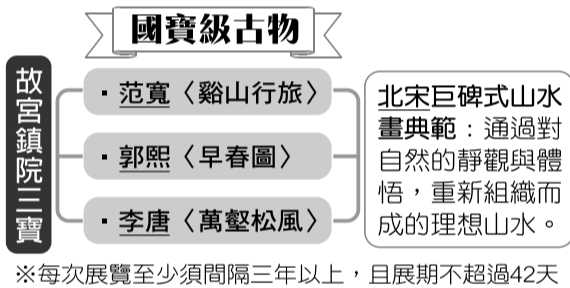 國寶級古物
故宮鎮院三寶
▪ 范寬〈谿山行旅〉
▪ 郭熙〈早春圖〉
▪ 李唐〈萬壑松風〉
北宋巨碑式山水
畫典範：通過對
自然的靜觀與體
悟，重新組織而
成的理想山水。
※每次展覽至少須間隔三年以上，且展期不超過42天